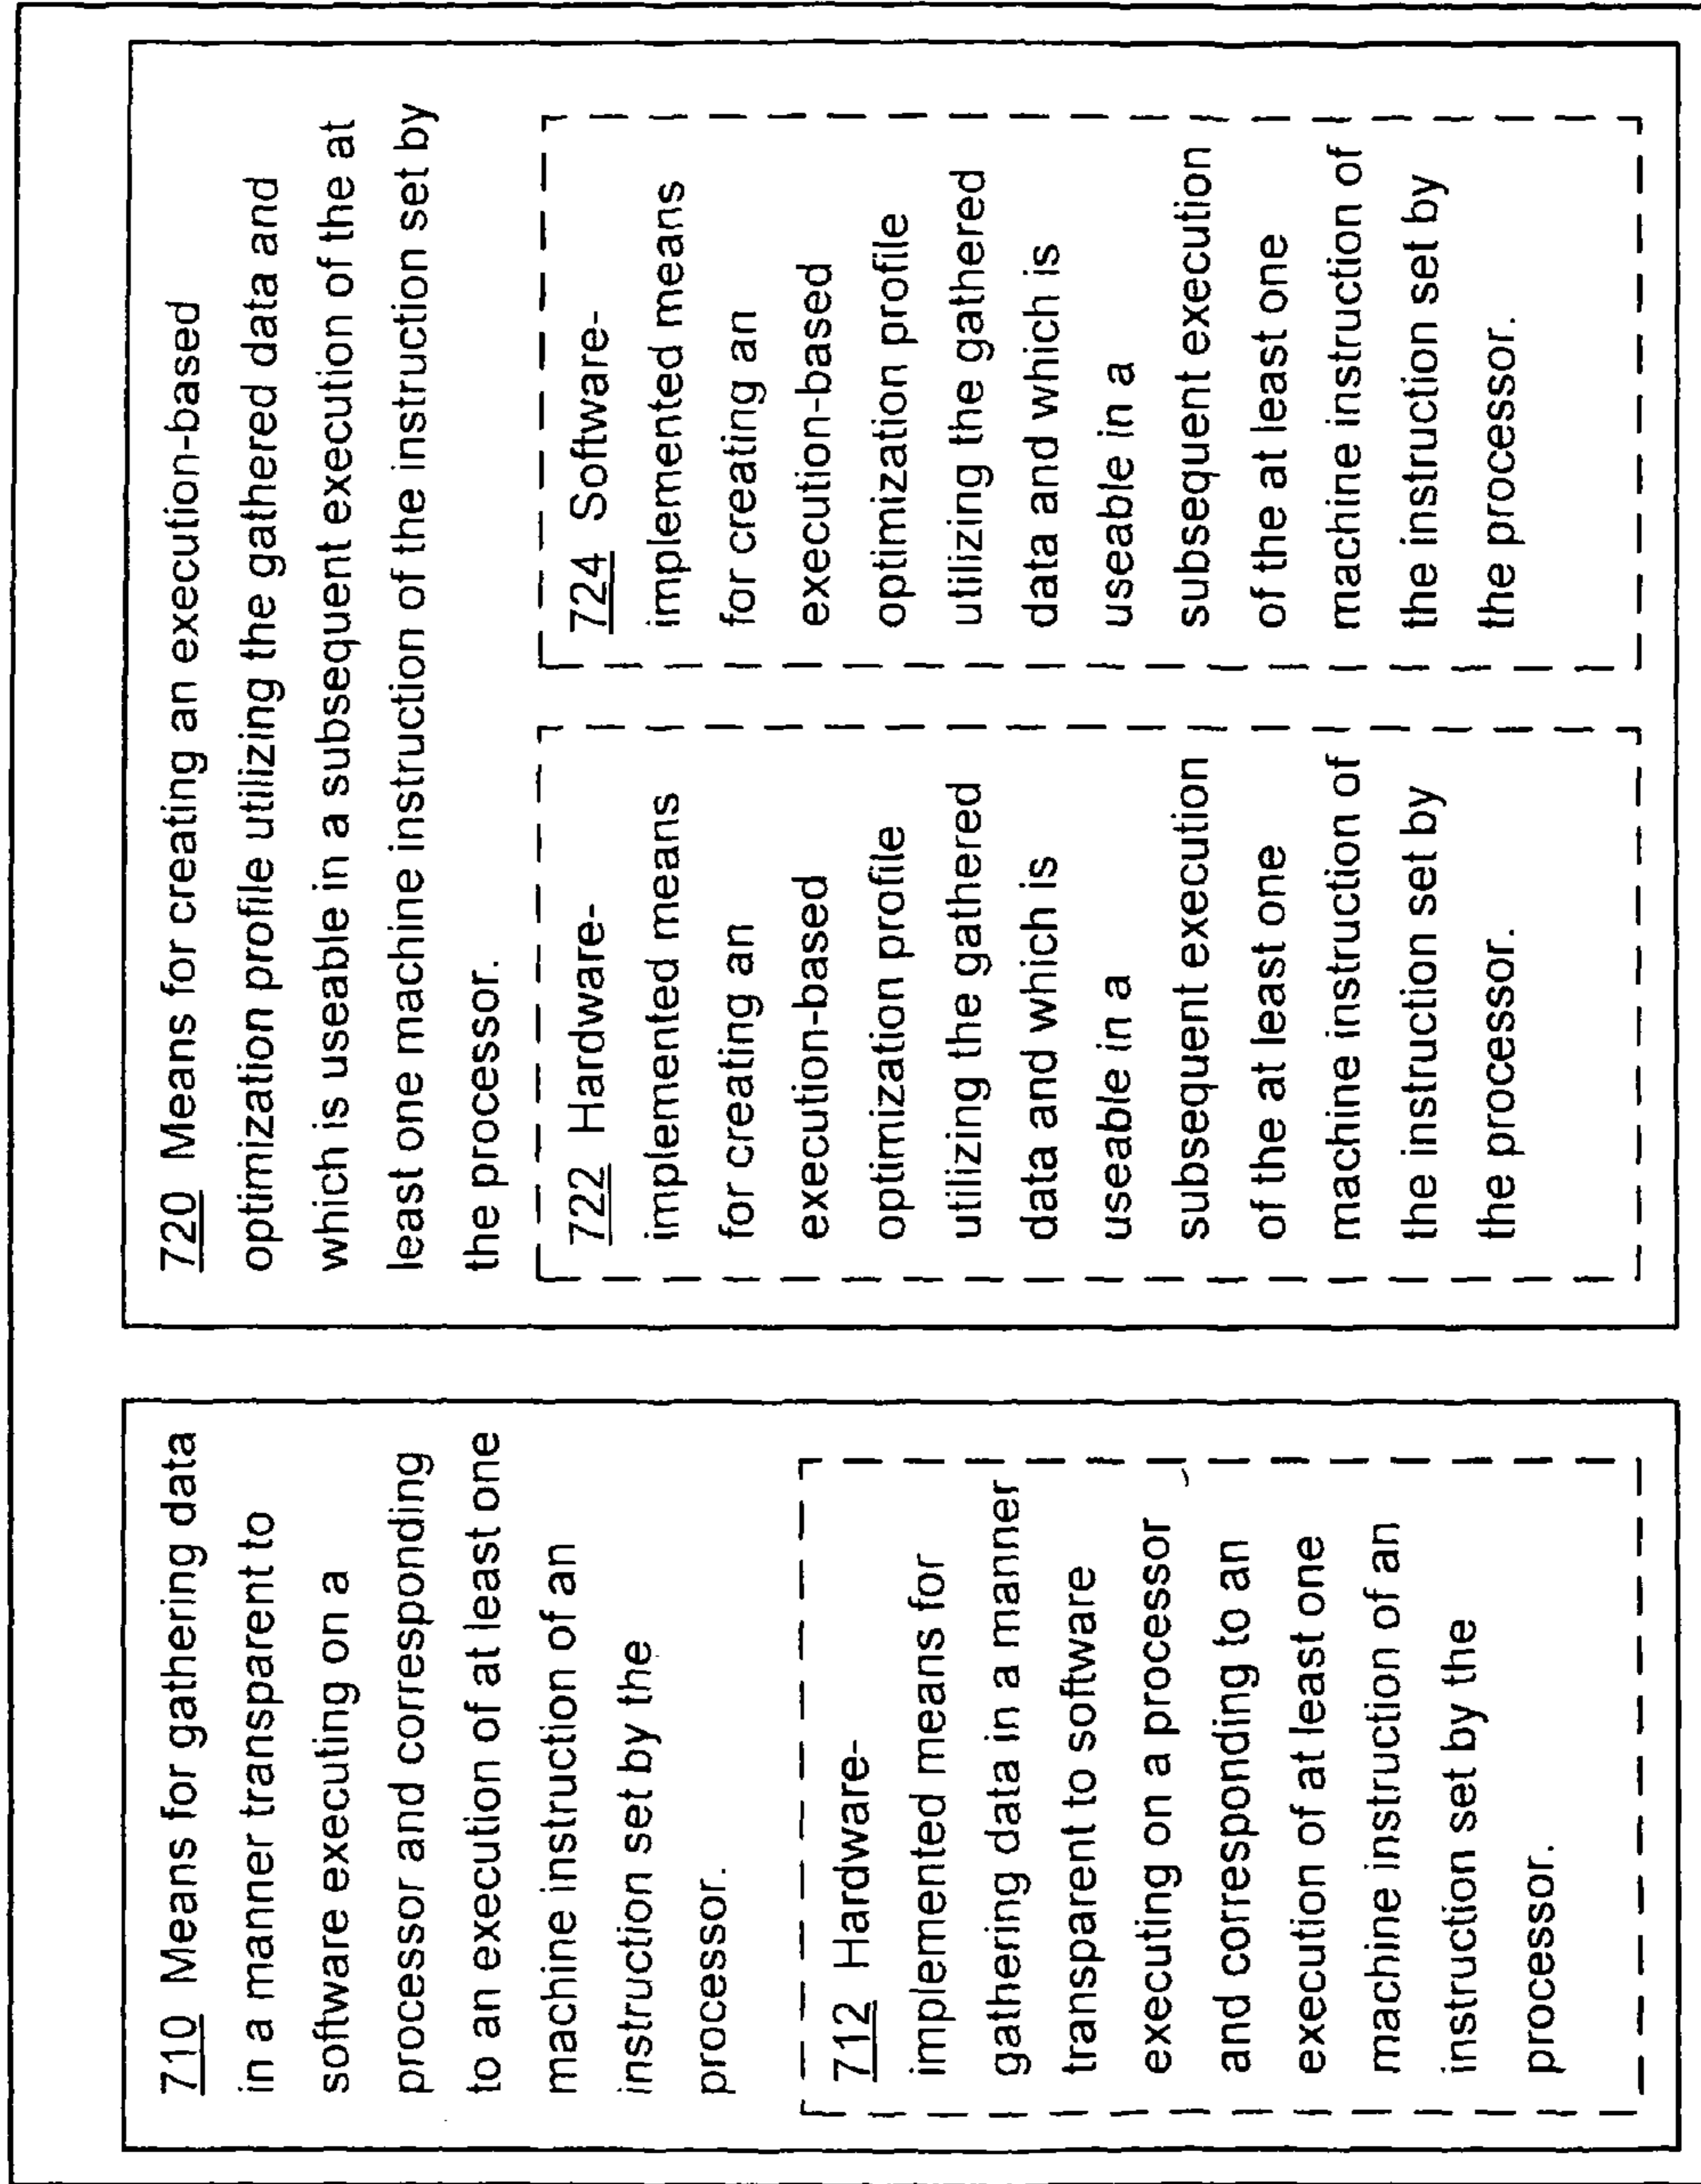 710 Means for gathering data
in a manner transparent to
software executing on a
processor and corresponding
to an execution of at least one
machine instruction of an
instruction set by the
processor.
712 Hardware-
implemented means for
gathering data in a manner
transparent to software
executing on a processor
and corresponding to an
execution of at least one
machine instruction of an
instruction set by the
processor.
720 Means for creating an execution-based
optimization profile utilizing the gathered data and
which is useable in a subsequent execution of the at
least one machine instruction of the instruction set by
the processor.
722 Hardware-
implemented means
for creating an
execution-based
optimization profile
utilizing the gathered
data and which is
useable in a
subsequent execution
of the at least one
machine instruction of
the instruction set by
the processor.
724 Software-
implemented means
for creating an
execution-based
optimization profile
utilizing the gathered
data and which is
useable in a
subsequent execution
of the at least one
machine instruction of
the instruction set by
the processor.